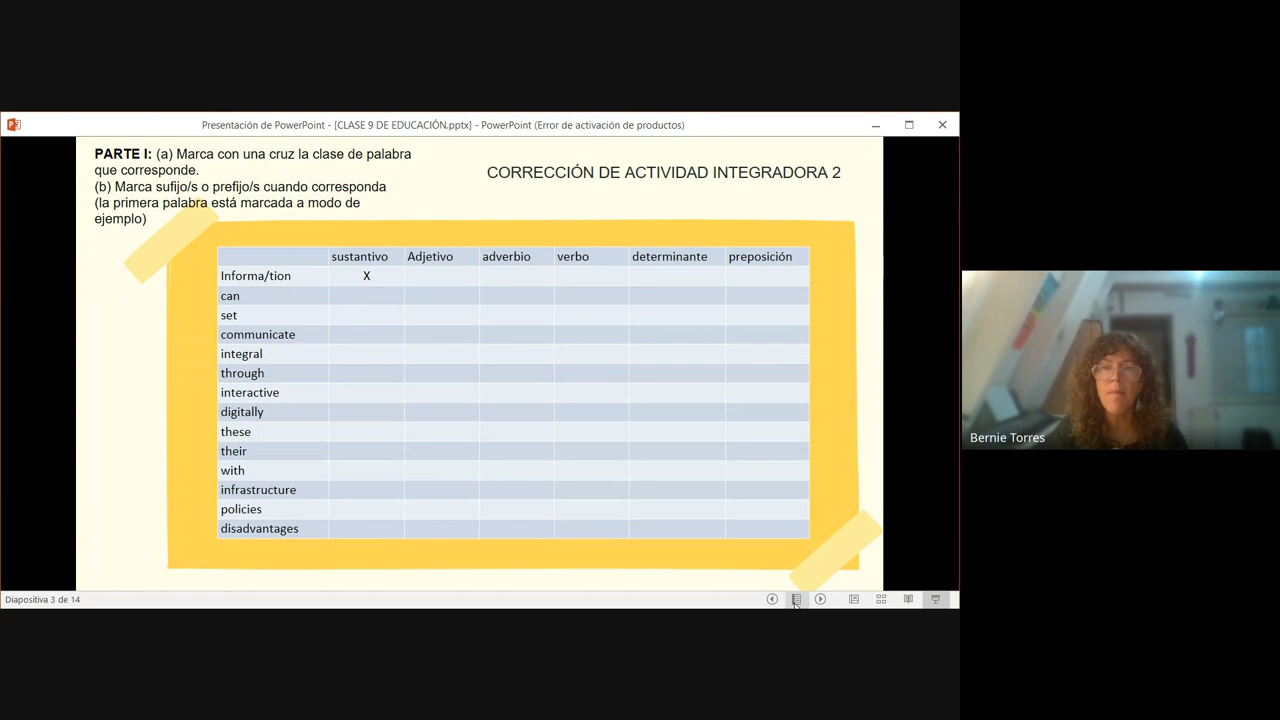 Presentación de PowerPoint - [CLASE 9 DE EDUCACIÓN.pptx] - PowerPoint (Error de activación de productos)
PARTE I: (a) Marca con una cruz la clase de palabra
que corresponde.
(b) Marca sufijo/s o prefijo/s cuando corresponda
(la primera palabra está marcada a modo de
ejemplo)
CORRECCIÓN DE ACTIVIDAD INTEGRADORA 2
sustantivo Adjetivo adverbio verbo determinante preposición
Informa/tion X
can
set
communicate
integral
through
interactive
digitally
these
their
with
infrastructure
policies
disadvantages
Bernie Torres
Diapositiva 3 de 14